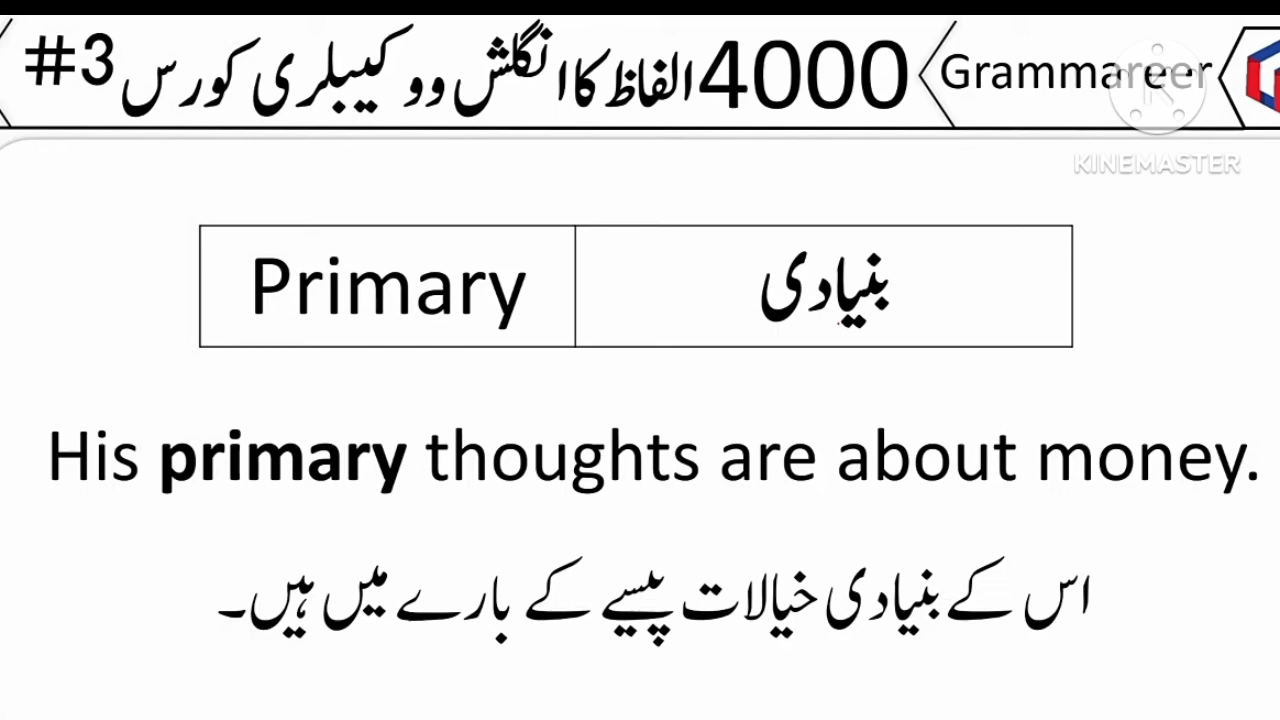 4000 الفاظ کا انگلش ووکیبلری کورس #3
Grammareer
KINEMASTER
Primary بنیادی
His primary thoughts are about money.
اس کے بنیادی خیالات پیسے کے بارے میں ہیں۔